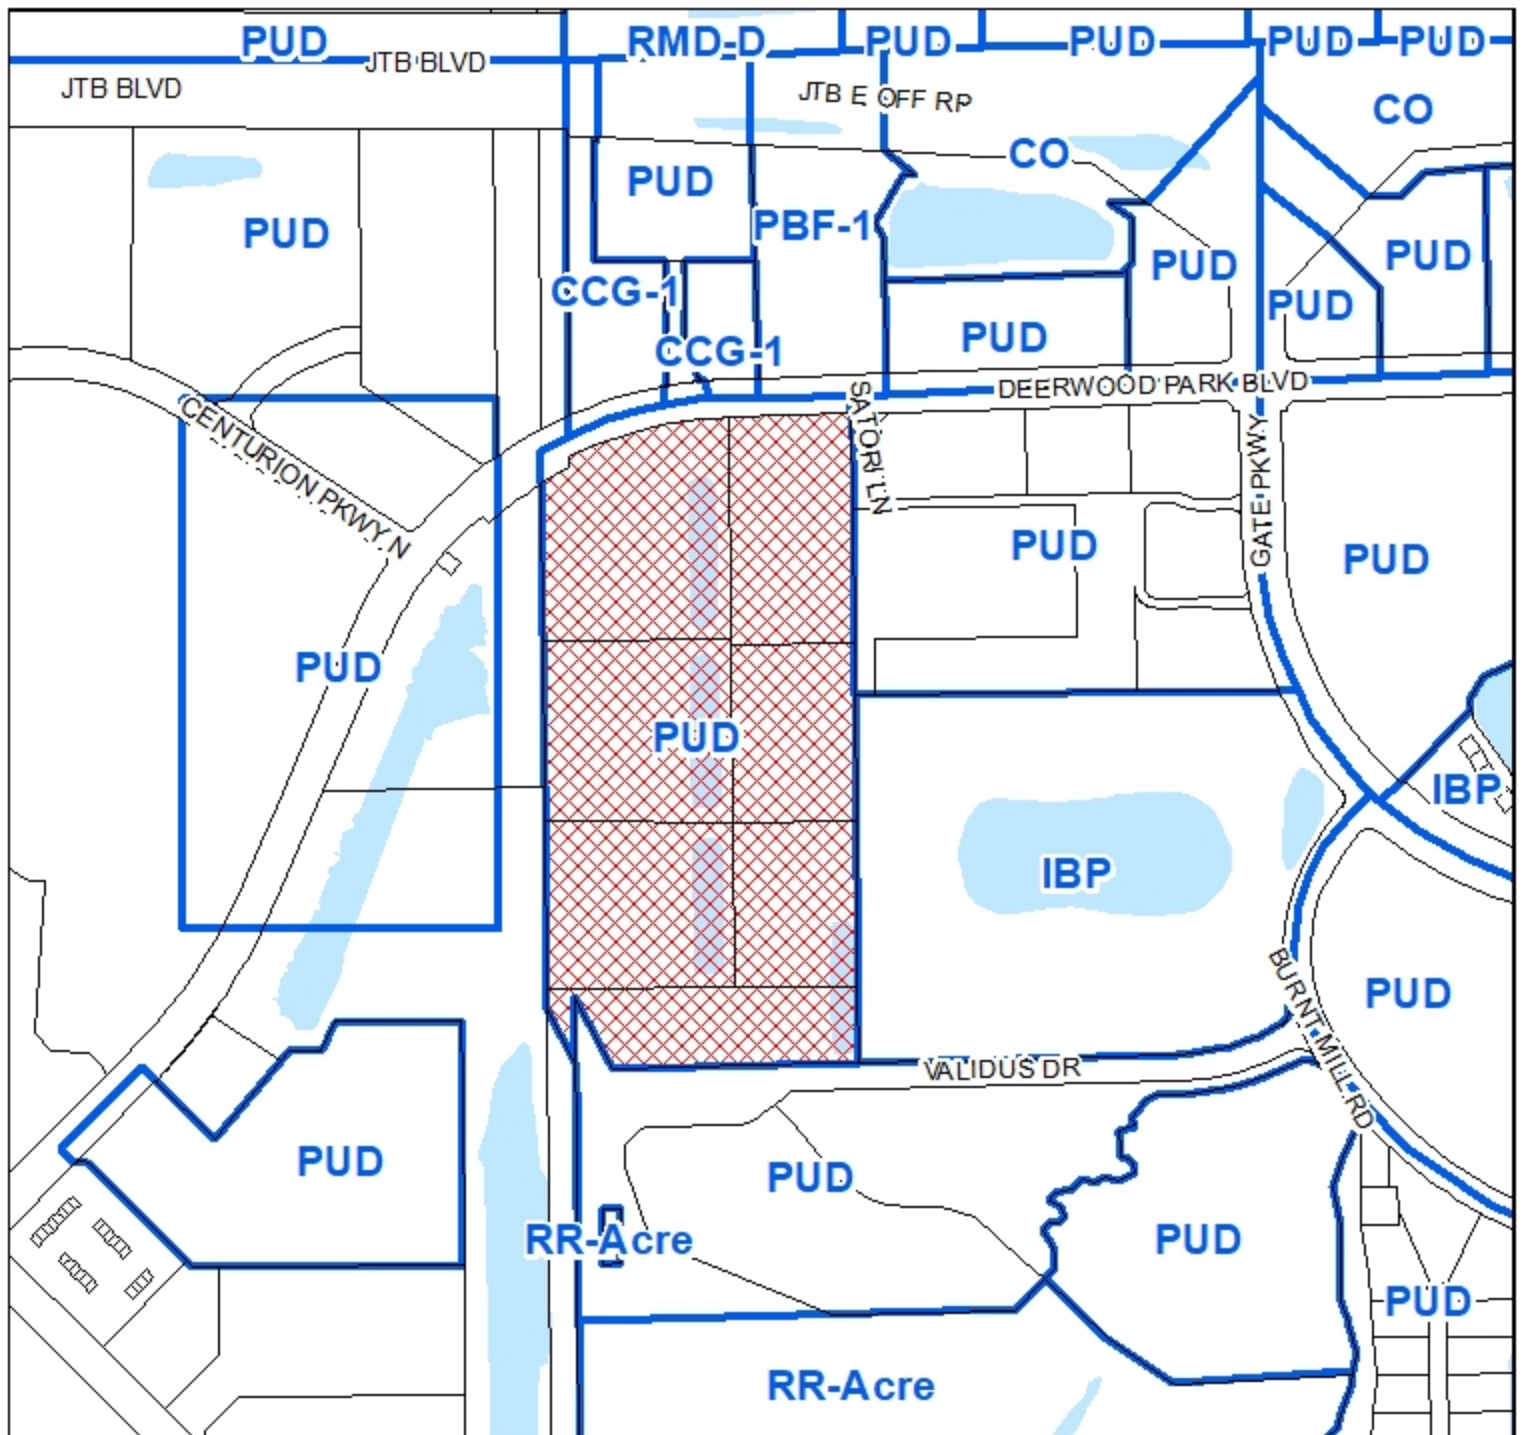 PUD
RMD-D
PUD
PUD
PUD
PUD
JTB BLVD
JTB BLVD
JTB E OFF RP
CO
CO
PUD
PUD
PBF-1
PUD
PUD
PUD
CCG-1
PUD
CCG-1
DEERWOOD PARK BLVD
CENTURION PKWY N
SATORI LN
GATE PKWY
PUD
PUD
PUD
PUD
IBP
IBP
BURNT MILL RD
PUD
VALIDUS DR
PUD
PUD
RR-Acre
PUD
PUD
RR-Acre